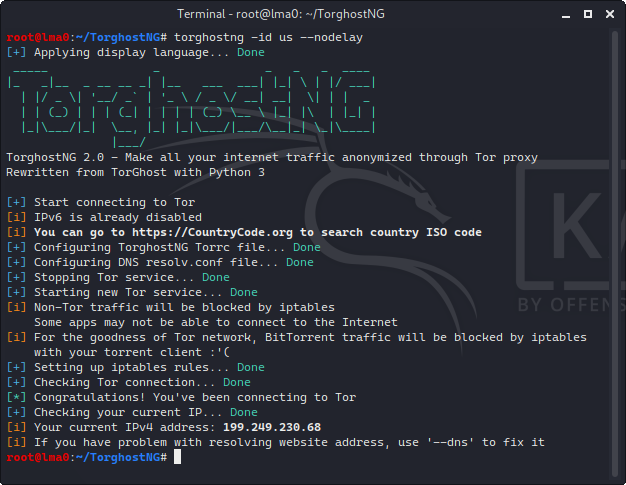 Terminal - root@lma0: ~/TorghostNG
root@lma0:~/TorghostNG# torghostng -id us --nodelay
[+] Applying display language... Done
TorghostNG
TorghostNG 2.0 - Make all your internet traffic anonymized through Tor proxy
Rewritten from TorGhost with Python 3
[+] Start connecting to Tor
[i] IPv6 is already disabled
[i] You can go to https://CountryCode.org to search country ISO code
[+] Configuring TorghostNG Torrc file... Done
[+] Configuring DNS resolv.conf file... Done
[+] Stopping Tor service... Done
[+] Starting new Tor service... Done
[i] Non-Tor traffic will be blocked by iptables
Some apps may not be able to connect to the Internet
[i] For the goodness of Tor network, BitTorrent traffic will be blocked by iptables
with your torrent client :'(
[+] Setting up iptables rules... Done
[+] Checking Tor connection... Done
[*] Congratulations! You've been connecting to Tor
[+] Checking your current IP... Done
[i] Your current IPv4 address: 199.249.230.68
[i] If you have problem with resolving website address, use '--dns' to fix it
root@lma0:~/TorghostNG#
KA
BY OFFENS